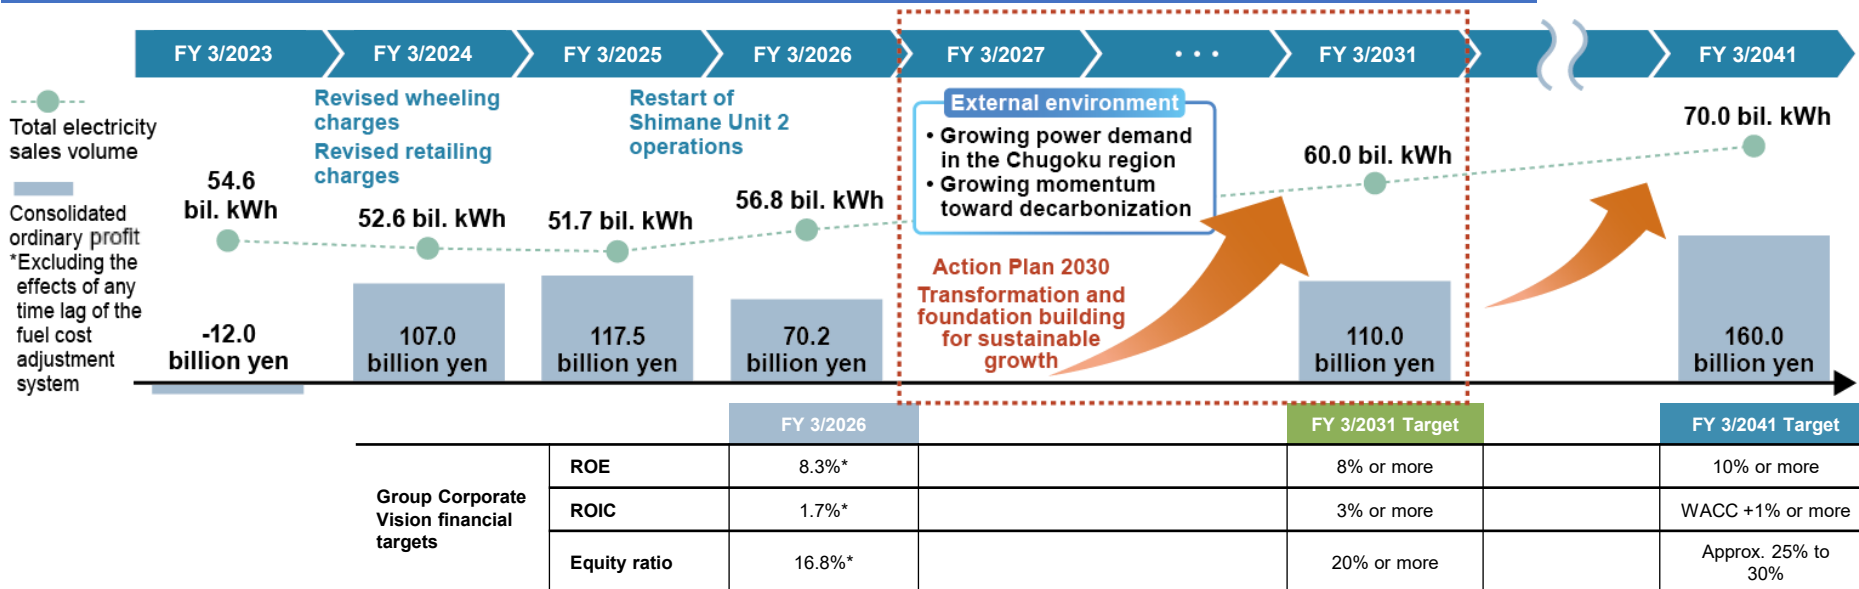 FY 3/2023
FY 3/2024
FY 3/2025
FY 3/2026
FY 3/2027
• • •
FY 3/2031
FY 3/2041
Total electricity
sales volume
Consolidated
ordinary profit
*Excluding the
effects of any
time lag of the
fuel cost
adjustment
system
Revised wheeling
charges
Revised retailing
charges
Restart of
Shimane Unit 2
operations
External environment
• Growing power demand
in the Chugoku region
• Growing momentum
toward decarbonization
54.6
bil. kWh
52.6 bil. kWh
51.7 bil. kWh
56.8 bil. kWh
60.0 bil. kWh
70.0 bil. kWh
Action Plan 2030
Transformation and
foundation building
for sustainable
growth
-12.0
billion yen
107.0
billion yen
117.5
billion yen
70.2
billion yen
110.0
billion yen
160.0
billion yen
FY 3/2026
FY 3/2031 Target
FY 3/2041 Target
Group Corporate
Vision financial
targets
ROE
8.3%*
8% or more
10% or more
ROIC
1.7%*
3% or more
WACC +1% or more
Equity ratio
16.8%*
20% or more
Approx. 25% to
30%